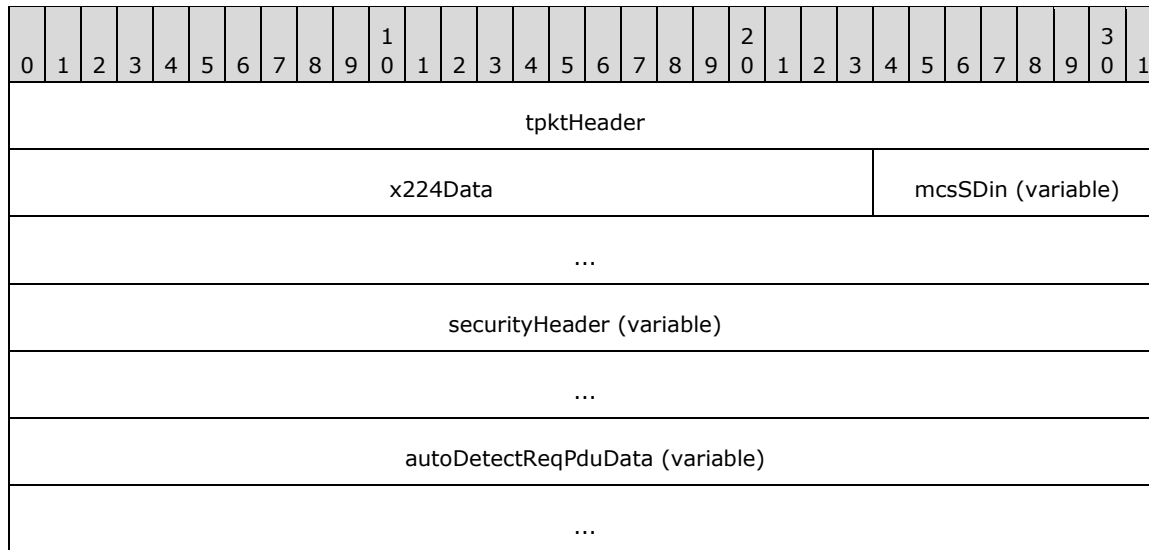 1 2 3
0 1 2 3 4 5 6 7 8 9 0 1 2 3 4 5 6 7 8 9 0 1 2 3 4 5 6 7 8 9 0 1
tpktHeader
x224Data mcsSDin (variable)
...
securityHeader (variable)
...
autoDetectReqPduData (variable)
...